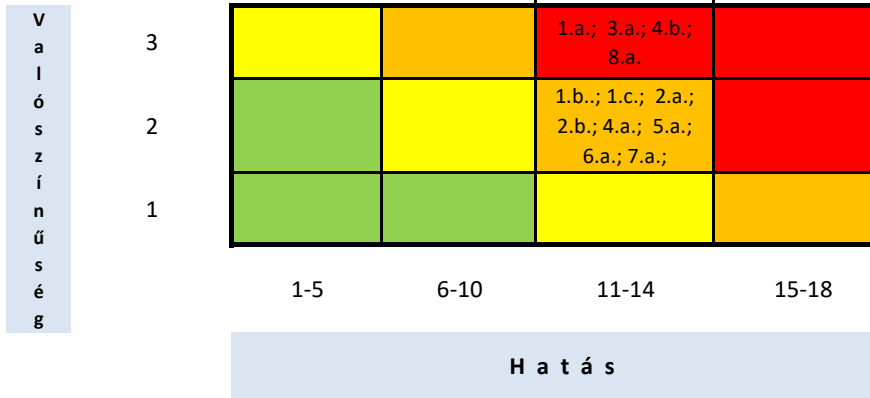 Valószínűség
3
1.a.; 3.a.; 4.b.;
8.a.
2
1.b..; 1.c.; 2.a.;
2.b.; 4.a.; 5.a.;
6.a.; 7.a.;
1
1-5 6-10 11-14 15-18
H a t á s